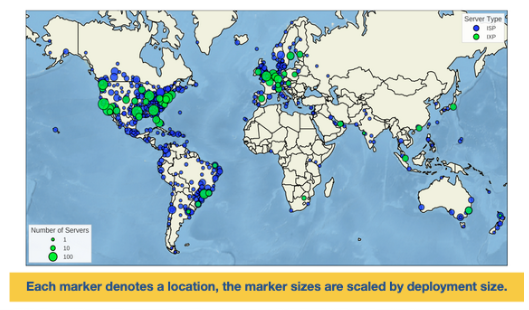 Server Type
ISP
IXP
Number of Servers
1
10
100
Each marker denotes a location, the marker sizes are scaled by deployment size.